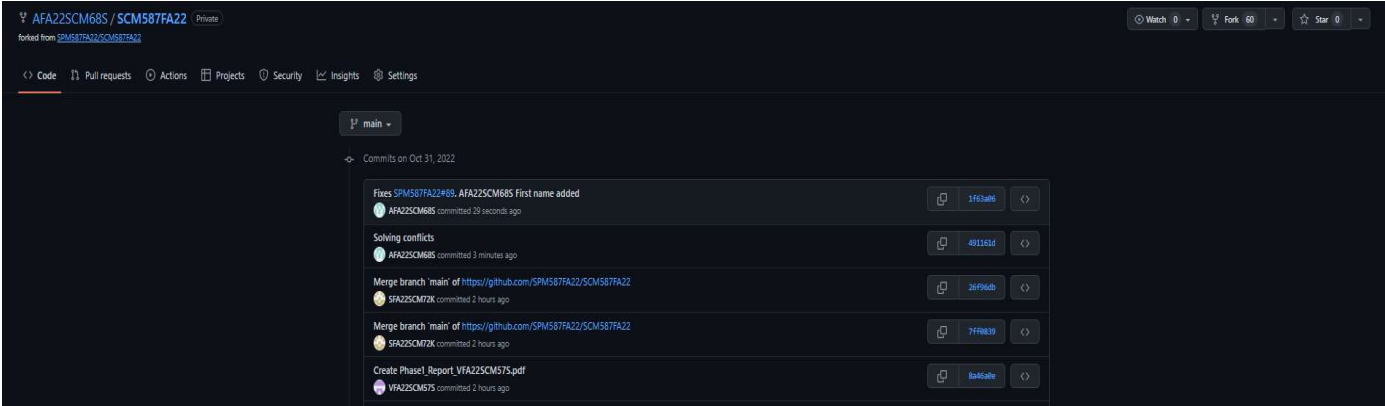 AFA22SCM68S / SCM587FA22 Private
Watch 0 Fork 60 Star 0
forked from SPM587FA22/SCM587FA22
<> Code Pull requests Actions Projects Security Insights Settings
main
Commits on Oct 31, 2022
Fixes SPM587FA22#89. AFA22SCM68S First name added
1f63a06 <>
AFA22SCM68S committed 29 seconds ago
Solving conflicts
491161d <>
AFA22SCM68S committed 3 minutes ago
Merge branch 'main' of https://github.com/SPM587FA22/SCM587FA22
26f96db <>
SFA22SCM72K committed 2 hours ago
Merge branch 'main' of https://github.com/SPM587FA22/SCM587FA22
7ff0839 <>
SFA22SCM72K committed 2 hours ago
Create Phase1_Report_VFA22SCM57S.pdf
8a46a0e <>
VFA22SCM57S committed 2 hours ago